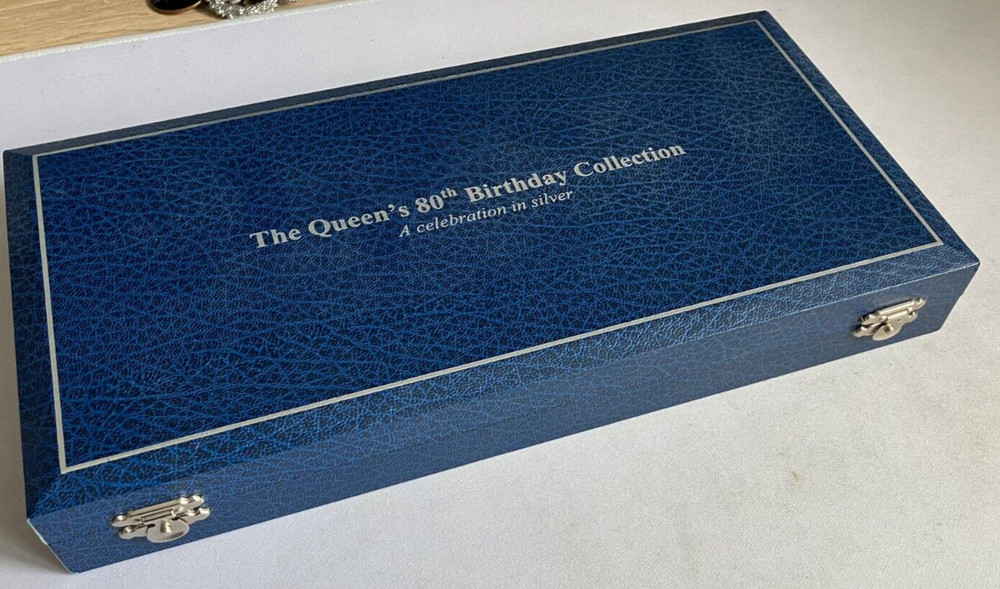 The Queen's 80th Birthday Collection
A celebration in silver